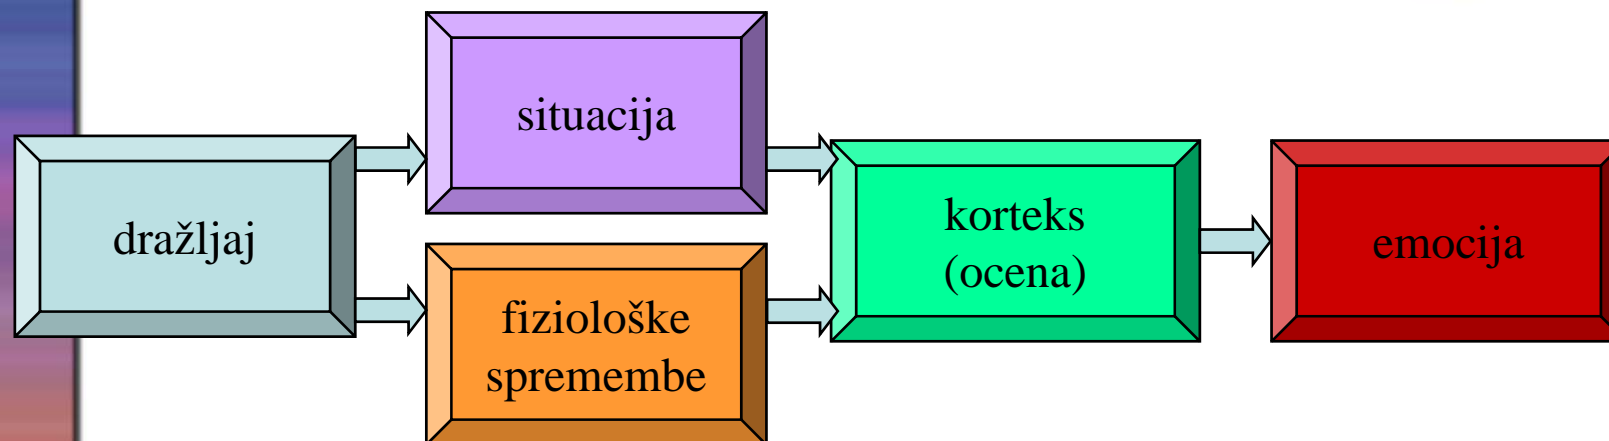 dražljaj
situacija
fiziološke
spremembe
korteks
(ocena)
emocija